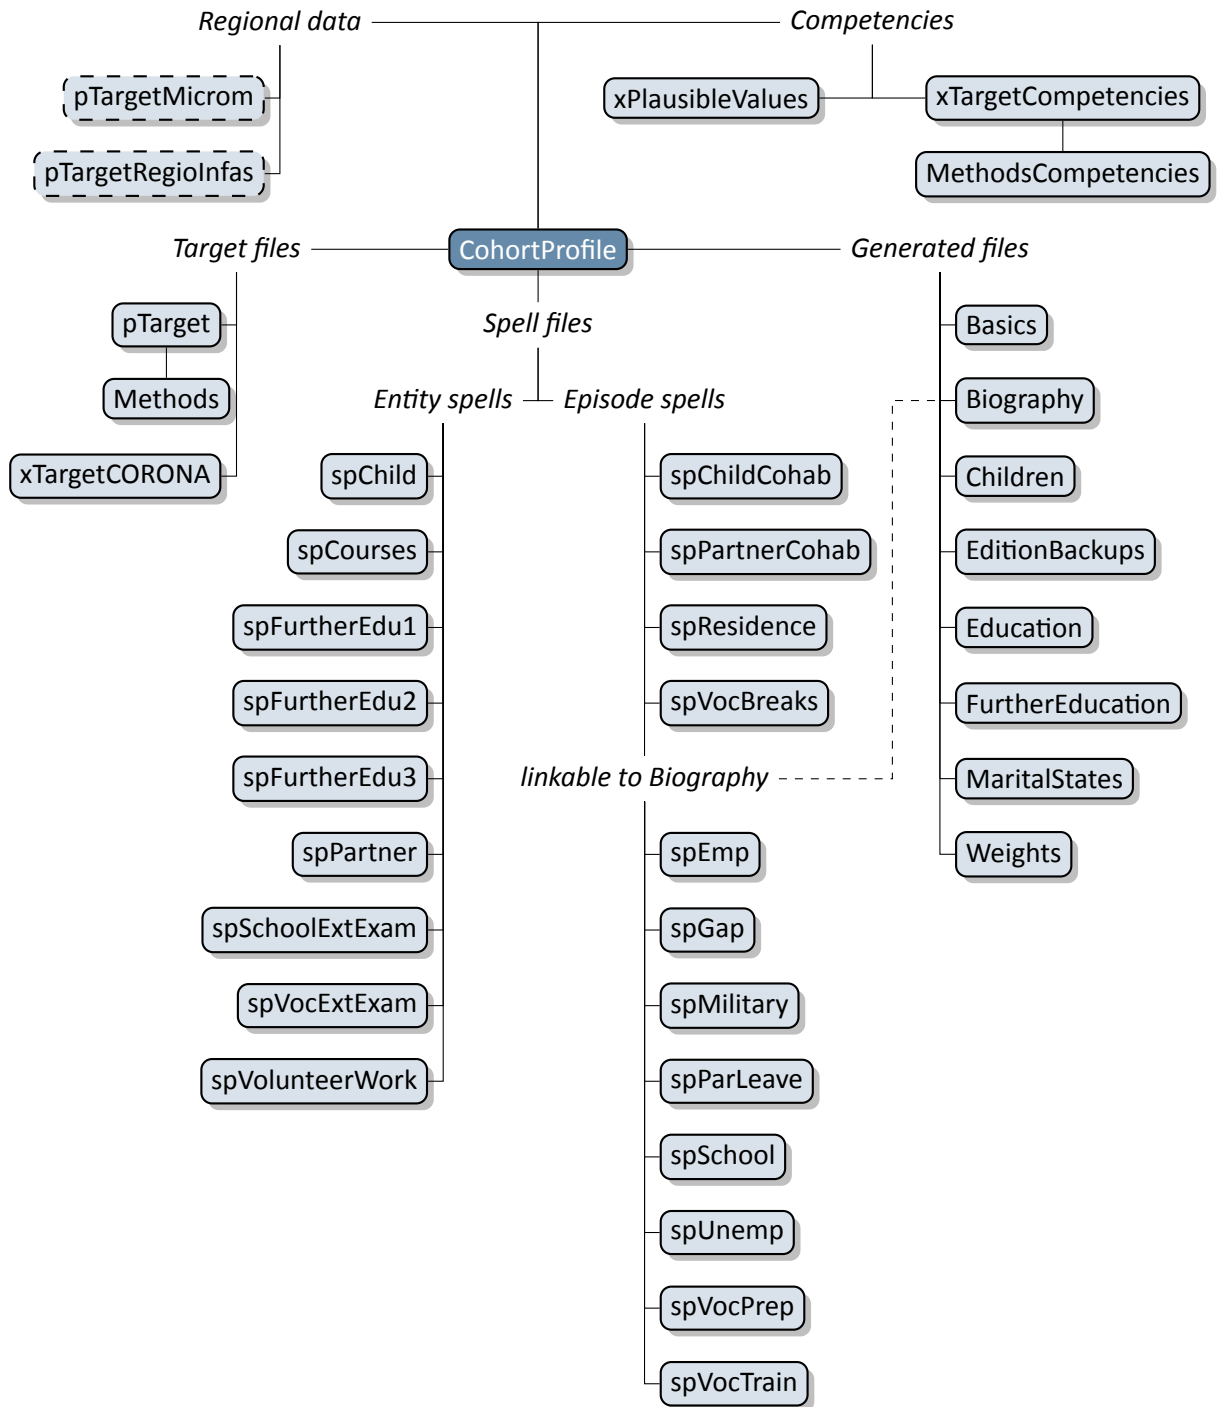 Regional data
Competencies
pTargetMicrom
xPlausibleValues
xTargetCompetencies
pTargetRegioInfas
MethodsCompetencies
Target files
CohortProfile
Generated files
pTarget
Spell files
Basics
Methods
Entity spells
Episode spells
Biography
xTargetCORONA
spChild
spChildCohab
Children
spCourses
spPartnerCohab
EditionBackups
spFurtherEdu1
spResidence
Education
spFurtherEdu2
spVocBreaks
FurtherEducation
spFurtherEdu3
linkable to Biography
MaritalStates
spPartner
spEmp
Weights
spSchoolExtExam
spGap
spVocExtExam
spMilitary
spVolunteerWork
spParLeave
spSchool
spUnemp
spVocPrep
spVocTrain